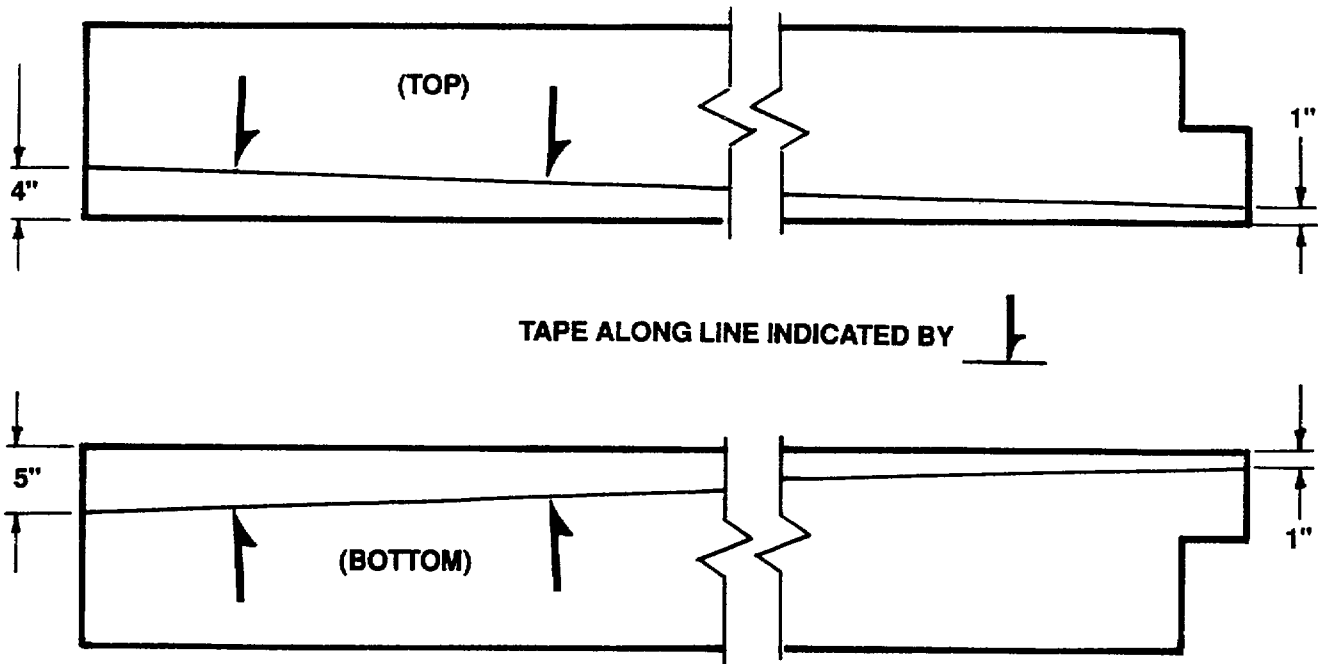 (TOP)
1"
4"
TAPE ALONG LINE INDICATED BY
5"
(BOTTOM)
1"